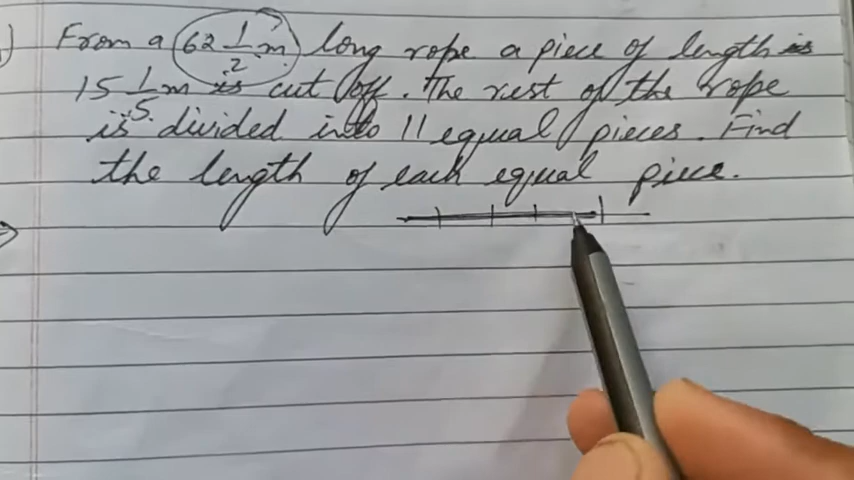 From a 62 1/2 m long rope a piece of length
15 1/5 m is cut off. The rest of the rope
is divided into 11 equal pieces. Find
the length of each equal piece.